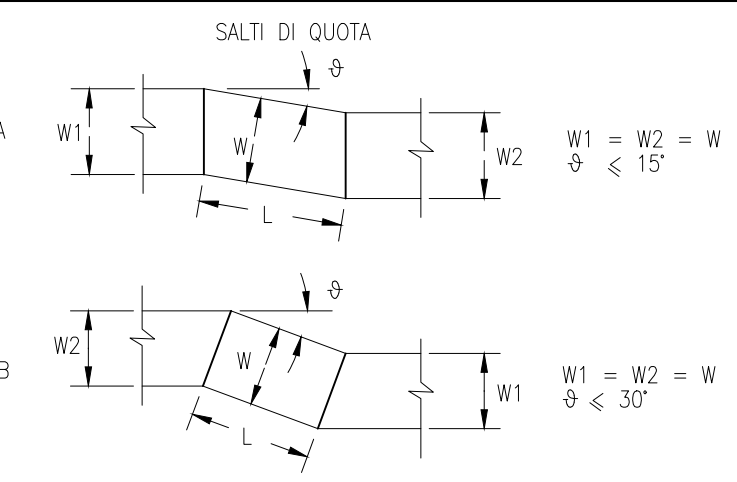 SALTI DI QUOTA
ϑ
A
W1
W
W2
L
W1 = W2 = W
ϑ ≤ 15°
ϑ
B
W2
W
W1
L
W1 = W2 = W
ϑ ≤ 30°